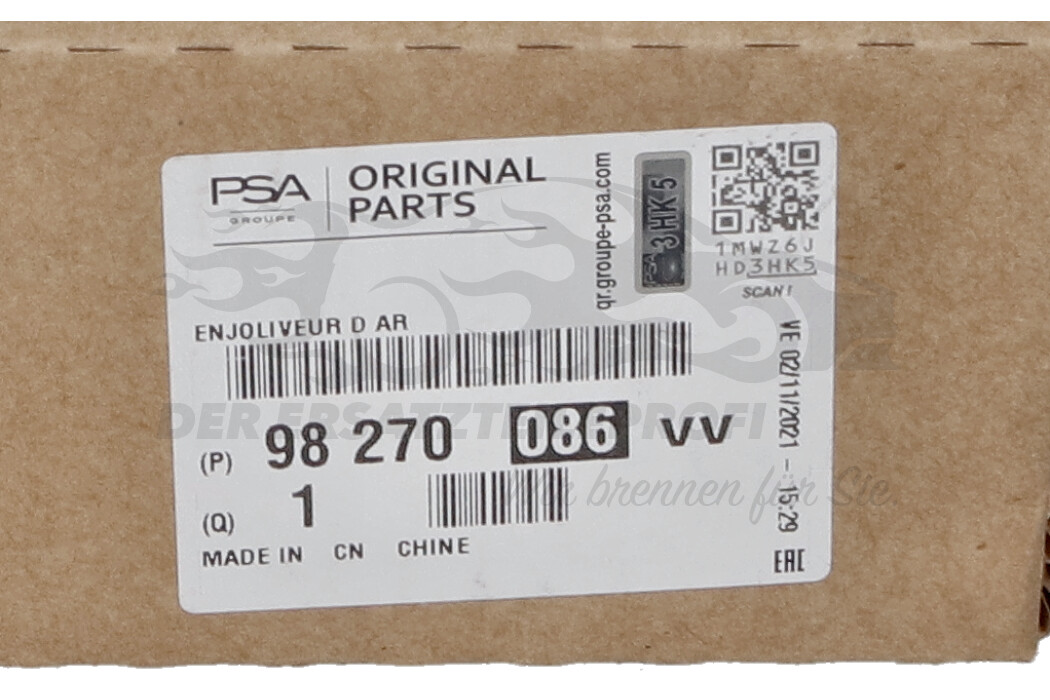 PSA
GROUPE
ORIGINAL
PARTS
qr.groupe-psa.com
PSA 3HK5
1MWZ6J
HD3HK5
SCAN!
ENJOLIVEUR D AR
VE 02/11/2021 - 15:29
DER ERSATZTEILPROFI
(P) 98 270 086 VV
Wir brennen für Sie.
(Q) 1
MADE IN CN CHINE
EAC